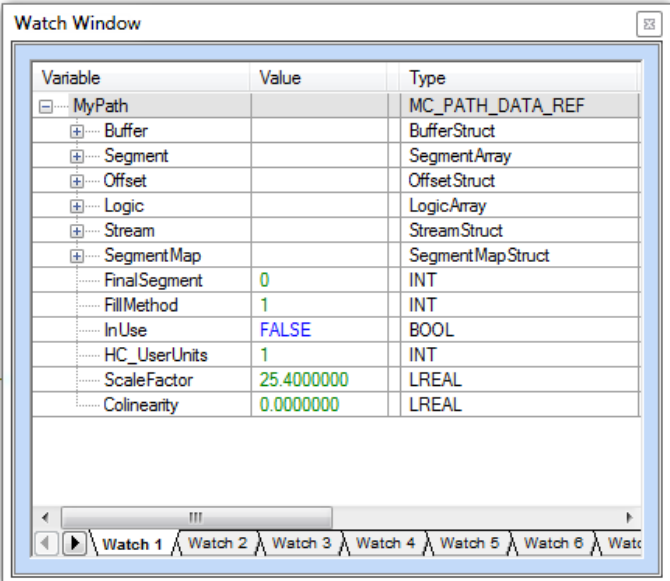 Watch Window
Variable Value Type
MyPath MC_PATH_DATA_REF
Buffer BufferStruct
Segment SegmentArray
Offset OffsetStruct
Logic LogicArray
Stream StreamStruct
SegmentMap SegmentMapStruct
FinalSegment 0 INT
FillMethod 1 INT
InUse FALSE BOOL
HC_UserUnits 1 INT
ScaleFactor 25.4000000 LREAL
Colinearity 0.0000000 LREAL
Watch 1 Watch 2 Watch 3 Watch 4 Watch 5 Watch 6 Watc